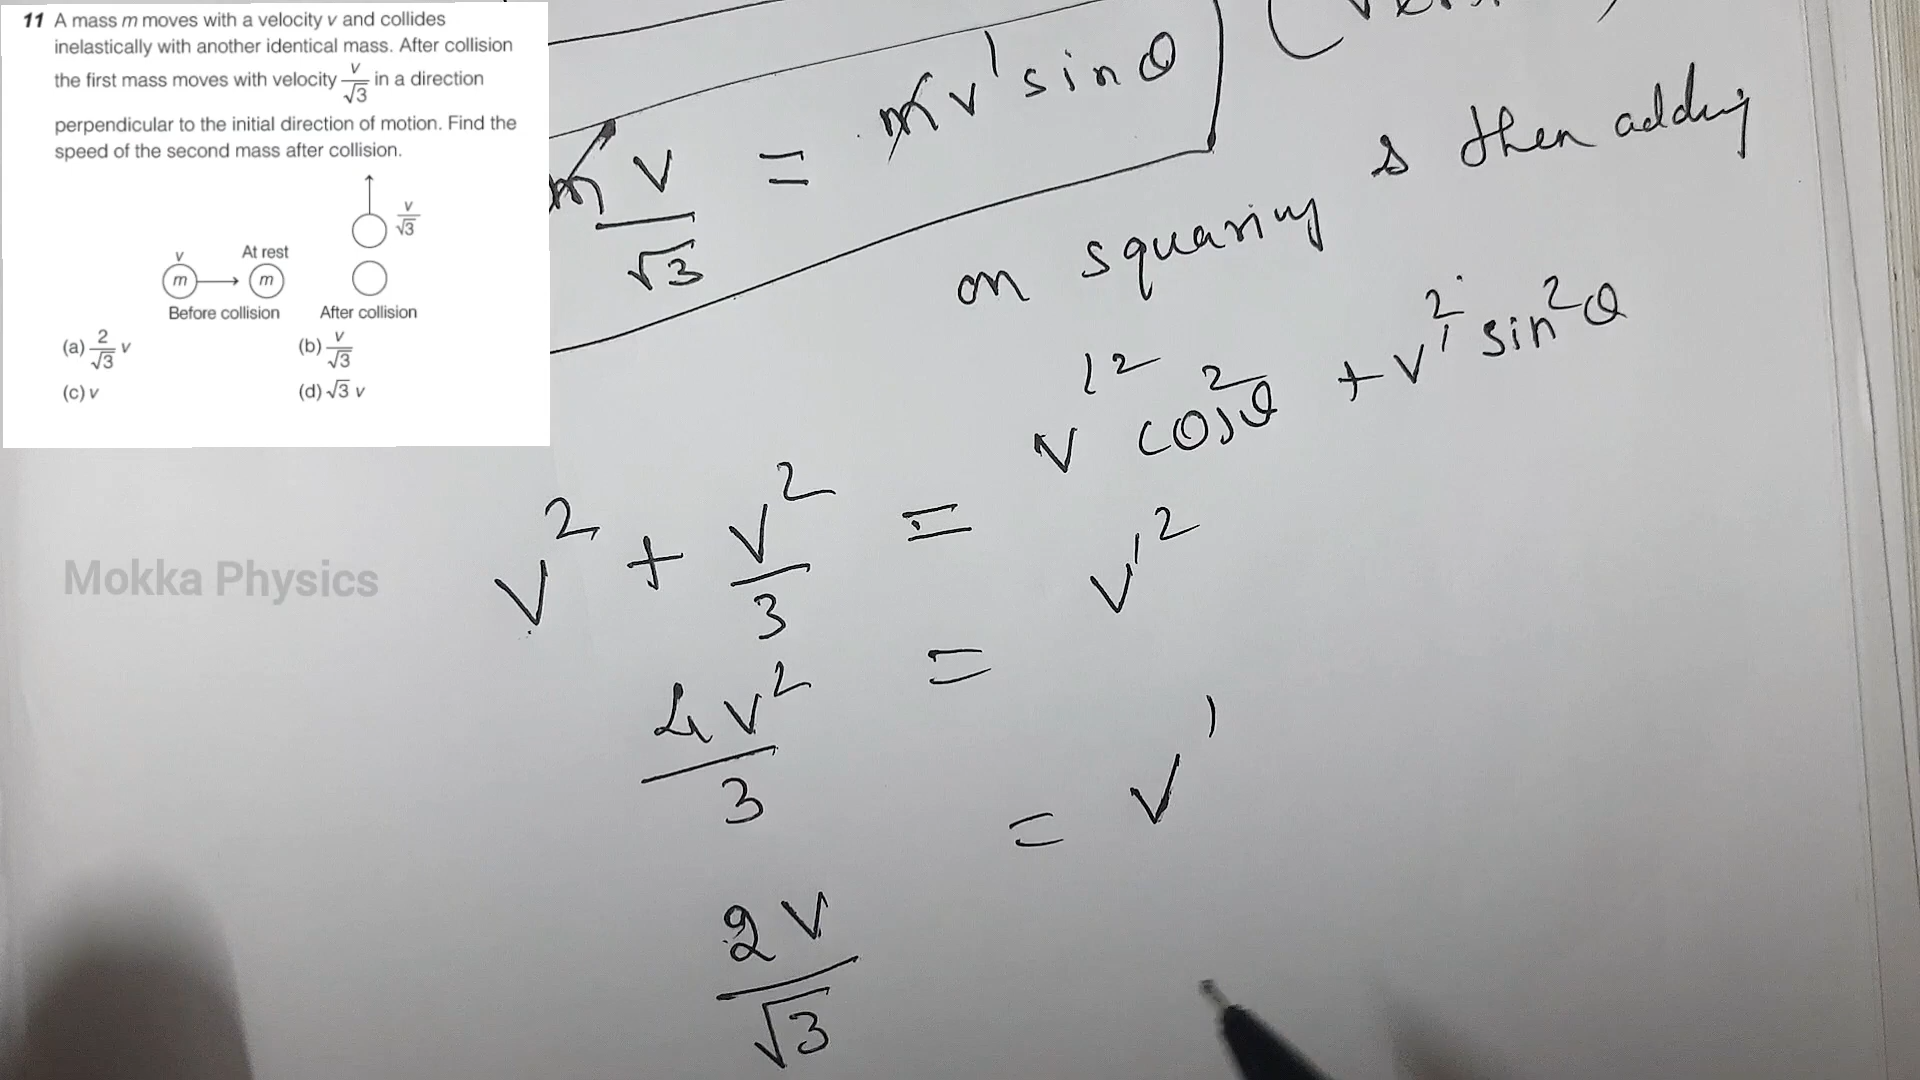 11 A mass m moves with a velocity v and collides
inelastically with another identical mass. After collision
the first mass moves with velocity v/√3 in a direction
perpendicular to the initial direction of motion. Find the
speed of the second mass after collision.
v/√3
v
At rest
m
m
Before collision
After collision
(a) 2/√3 v
(b) v/√3
(c) v
(d) √3 v
mv/√3 = mv' sin θ
on squaring & then adding
v² + v²/3 = v'² cos²θ + v'² sin²θ
4v²/3 = v'²
2v/√3 = v'
Mokka Physics